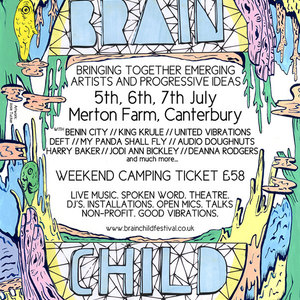 BRAIN
BRINGING TOGETHER EMERGING
ARTISTS AND PROGRESSIVE IDEAS
5th, 6th, 7th July
Merton Farm, Canterbury
with BENIN CITY // KING KRULE // UNITED VIBRATIONS
DEFT // MY PANDA SHALL FLY // AUDIO DOUGHNUTS
HARRY BAKER // JODI ANN BICKLEY // DEANNA RODGERS
and much more...
WEEKEND CAMPING TICKET £58
LIVE MUSIC. SPOKEN WORD. THEATRE.
DJ'S. INSTALLATIONS. OPEN MICS. TALKS
NON-PROFIT. GOOD VIBRATIONS.
www.brainchildfestival.co.uk
CHILD